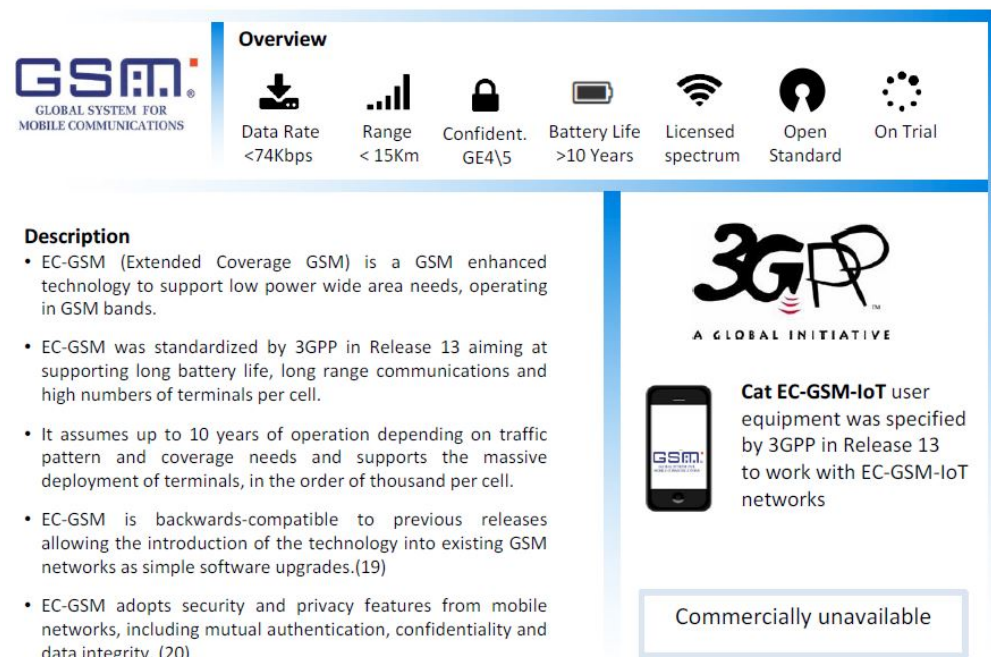 GSM®
GLOBAL SYSTEM FOR
MOBILE COMMUNICATIONS
Overview
Data Rate
<74Kbps
Range
< 15Km
Confident.
GE4\5
Battery Life
>10 Years
Licensed
spectrum
Open
Standard
On Trial
Description
• EC-GSM (Extended Coverage GSM) is a GSM enhanced
technology to support low power wide area needs, operating
in GSM bands.
• EC-GSM was standardized by 3GPP in Release 13 aiming at
supporting long battery life, long range communications and
high numbers of terminals per cell.
• It assumes up to 10 years of operation depending on traffic
pattern and coverage needs and supports the massive
deployment of terminals, in the order of thousand per cell.
• EC-GSM is backwards-compatible to previous releases
allowing the introduction of the technology into existing GSM
networks as simple software upgrades.(19)
• EC-GSM adopts security and privacy features from mobile
networks, including mutual authentication, confidentiality and
data integrity. (20)
3GPP™
A GLOBAL INITIATIVE
GSM
Cat EC-GSM-IoT user
equipment was specified
by 3GPP in Release 13
to work with EC-GSM-IoT
networks
Commercially unavailable